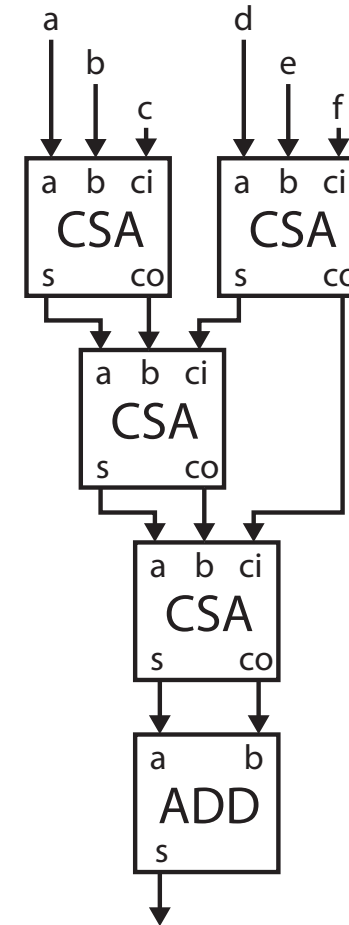 a d
b e
c f
a b ci a b ci
CSA CSA
s co s co
a b ci
CSA
s co
a b ci
CSA
s co
a b
ADD
s